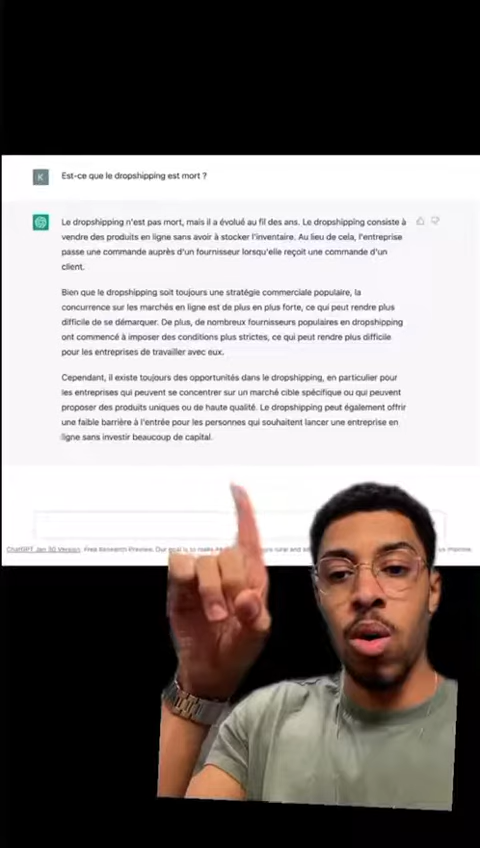 K
Est-ce que le dropshipping est mort ?
Le dropshipping n'est pas mort, mais il a évolué au fil des ans. Le dropshipping consiste à
vendre des produits en ligne sans avoir à stocker l'inventaire. Au lieu de cela, l'entreprise
passe une commande auprès d'un fournisseur lorsqu'elle reçoit une commande d'un
client.
Bien que le dropshipping soit toujours une stratégie commerciale populaire, la
concurrence sur les marchés en ligne est de plus en plus forte, ce qui peut rendre plus
difficile de se démarquer. De plus, de nombreux fournisseurs populaires en dropshipping
ont commencé à imposer des conditions plus strictes, ce qui peut rendre plus difficile
pour les entreprises de travailler avec eux.
Cependant, il existe toujours des opportunités dans le dropshipping, en particulier pour
les entreprises qui peuvent se concentrer sur un marché cible spécifique ou qui peuvent
proposer des produits uniques ou de haute qualité. Le dropshipping peut également offrir
une faible barrière à l'entrée pour les personnes qui souhaitent lancer une entreprise en
ligne sans investir beaucoup de capital.
ChatGPT Jan 30 Version. Free Research Preview. Our goal is to make AI ural and us improve.